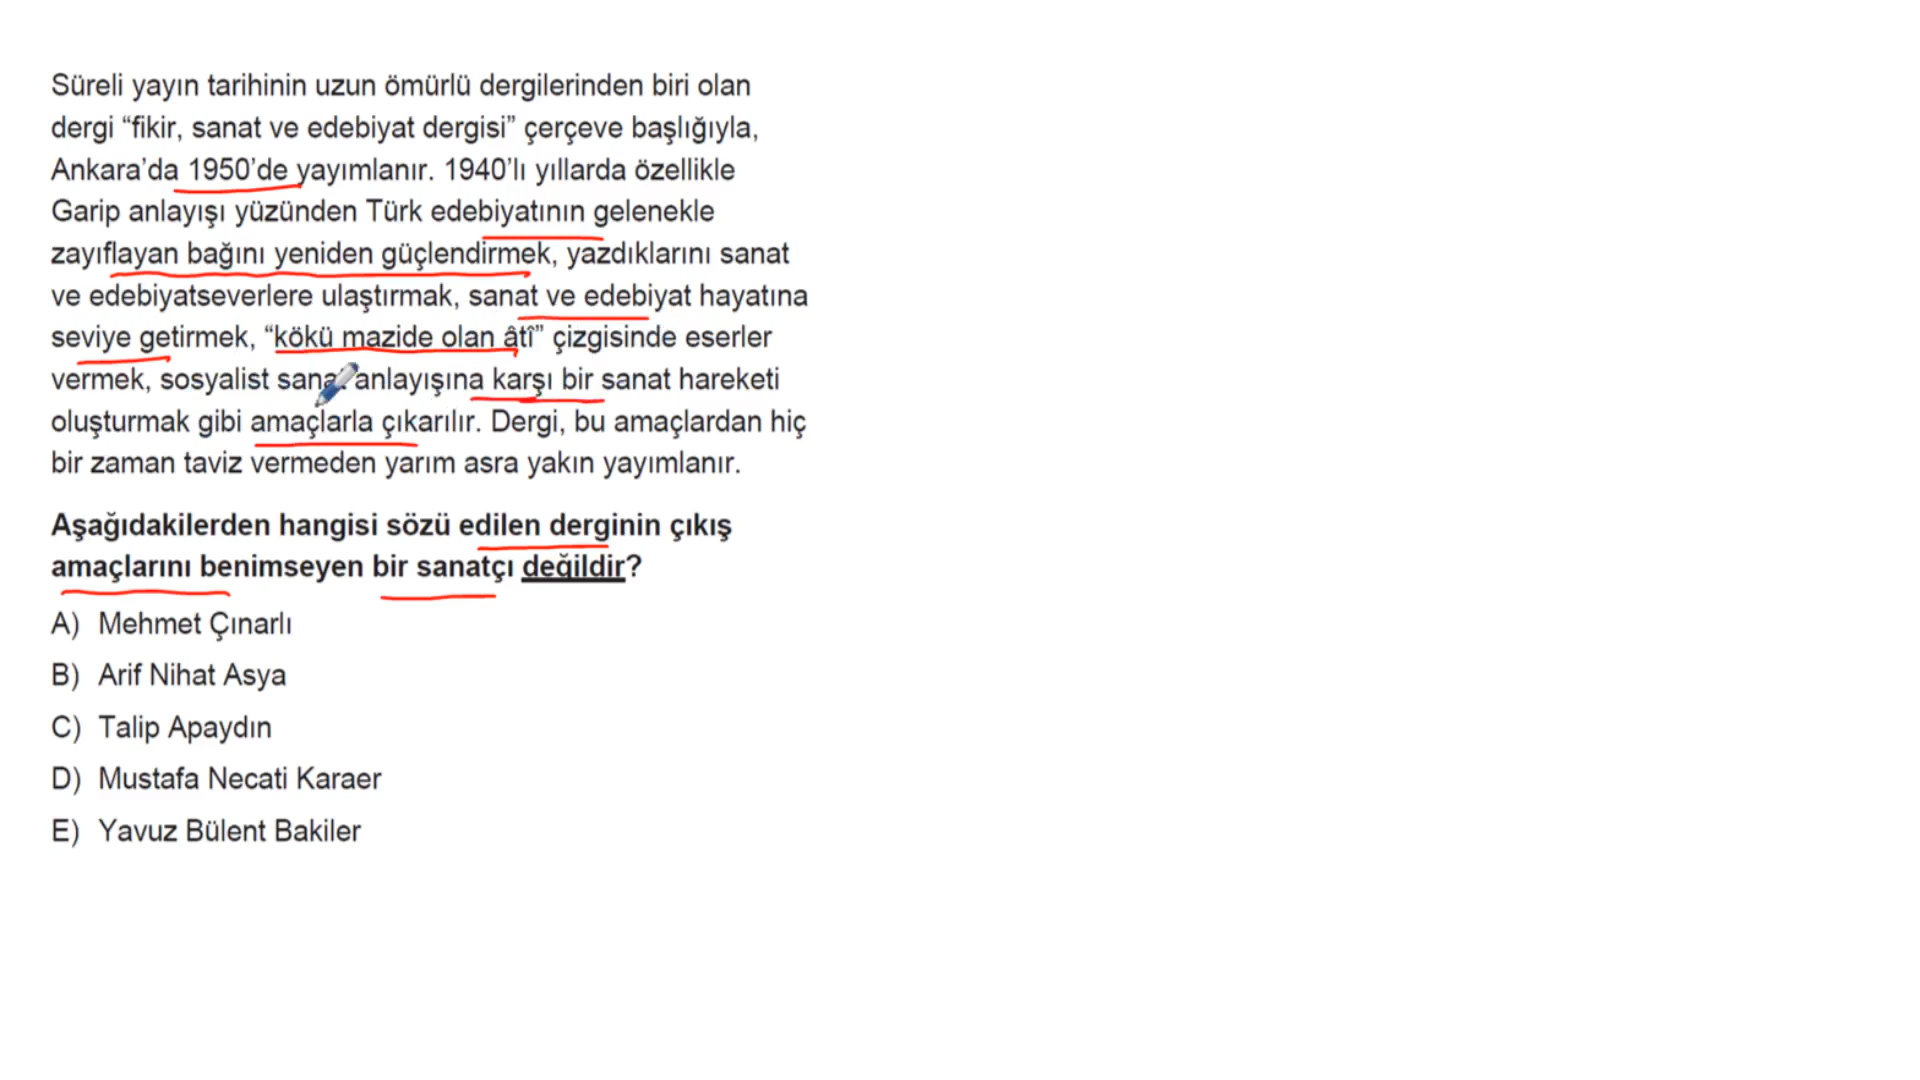 Süreli yayın tarihinin uzun ömürlü dergilerinden biri olan
dergi “fikir, sanat ve edebiyat dergisi” çerçeve başlığıyla,
Ankara’da 1950’de yayımlanır. 1940’lı yıllarda özellikle
Garip anlayışı yüzünden Türk edebiyatının gelenekle
zayıflayan bağını yeniden güçlendirmek, yazdıklarını sanat
ve edebiyatseverlere ulaştırmak, sanat ve edebiyat hayatına
seviye getirmek, “kökü mazide olan âtî” çizgisinde eserler
vermek, sosyalist sanat anlayışına karşı bir sanat hareketi
oluşturmak gibi amaçlarla çıkarılır. Dergi, bu amaçlardan hiç
bir zaman taviz vermeden yarım asra yakın yayımlanır.
Aşağıdakilerden hangisi sözü edilen derginin çıkış
amaçlarını benimseyen bir sanatçı değildir?
A) Mehmet Çınarlı
B) Arif Nihat Asya
C) Talip Apaydın
D) Mustafa Necati Karaer
E) Yavuz Bülent Bakiler